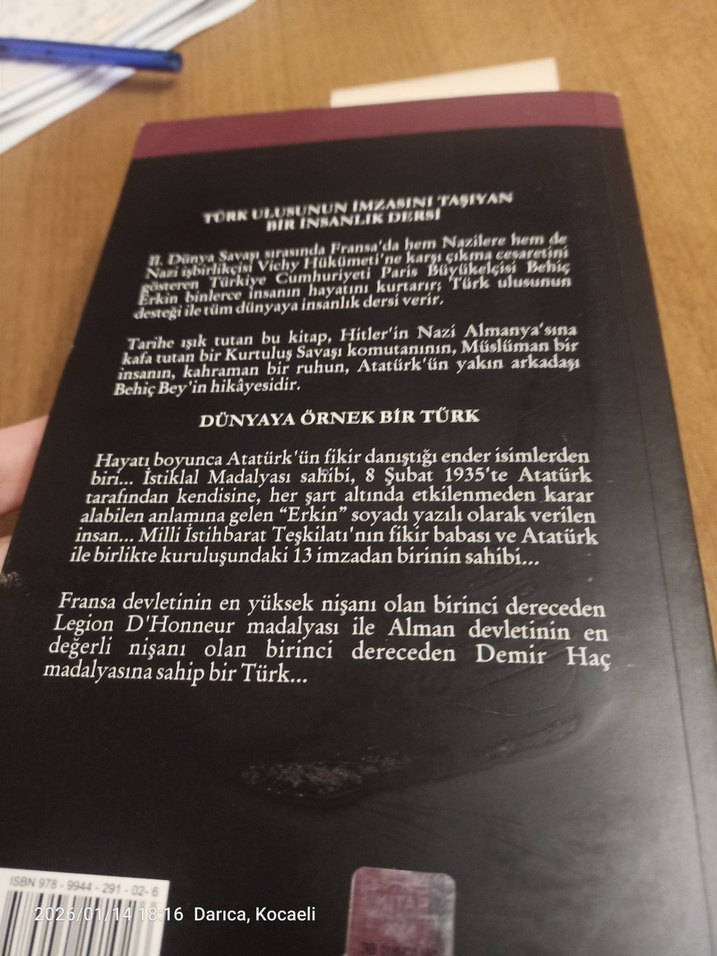 TÜRK ULUSUNUN İMZASINI TAŞIYAN
BİR İNSANLIK DERSİ
II. Dünya Savaşı sırasında Fransa'da hem Nazilere hem de
Nazi işbirlikçisi Vichy Hükümeti'ne karşı çıkma cesaretini
gösteren Türkiye Cumhuriyeti Paris Büyükelçisi Behiç
Erkin binlerce insanın hayatını kurtarır; Türk ulusunun
desteği ile tüm dünyaya insanlık dersi verir.
Tarihe ışık tutan bu kitap, Hitler'in Nazi Almanya'sına
kafa tutan bir Kurtuluş Savaşı komutanının, Müslüman bir
insanın, kahraman bir ruhun, Atatürk'ün yakın arkadaşı
Behiç Bey'in hikâyesidir.
DÜNYAYA ÖRNEK BİR TÜRK
Hayatı boyunca Atatürk'ün fikir danıştığı ender isimlerden
biri... İstiklal Madalyası sahibi, 8 Şubat 1935'te Atatürk
tarafından kendisine, her şart altında etkilenmeden karar
alabilen anlamına gelen "Erkin" soyadı yazılı olarak verilen
insan... Milli İstihbarat Teşkilatı'nın fikir babası ve Atatürk
ile birlikte kuruluşundaki 13 imzadan birinin sahibi...
Fransa devletinin en yüksek nişanı olan birinci dereceden
Legion D'Honneur madalyası ile Alman devletinin en
değerli nişanı olan birinci dereceden Demir Haç
madalyasına sahip bir Türk...
ISBN 978 - 9944 - 291 - 02 - 6
2026/01/14 18:16 Darıca, Kocaeli